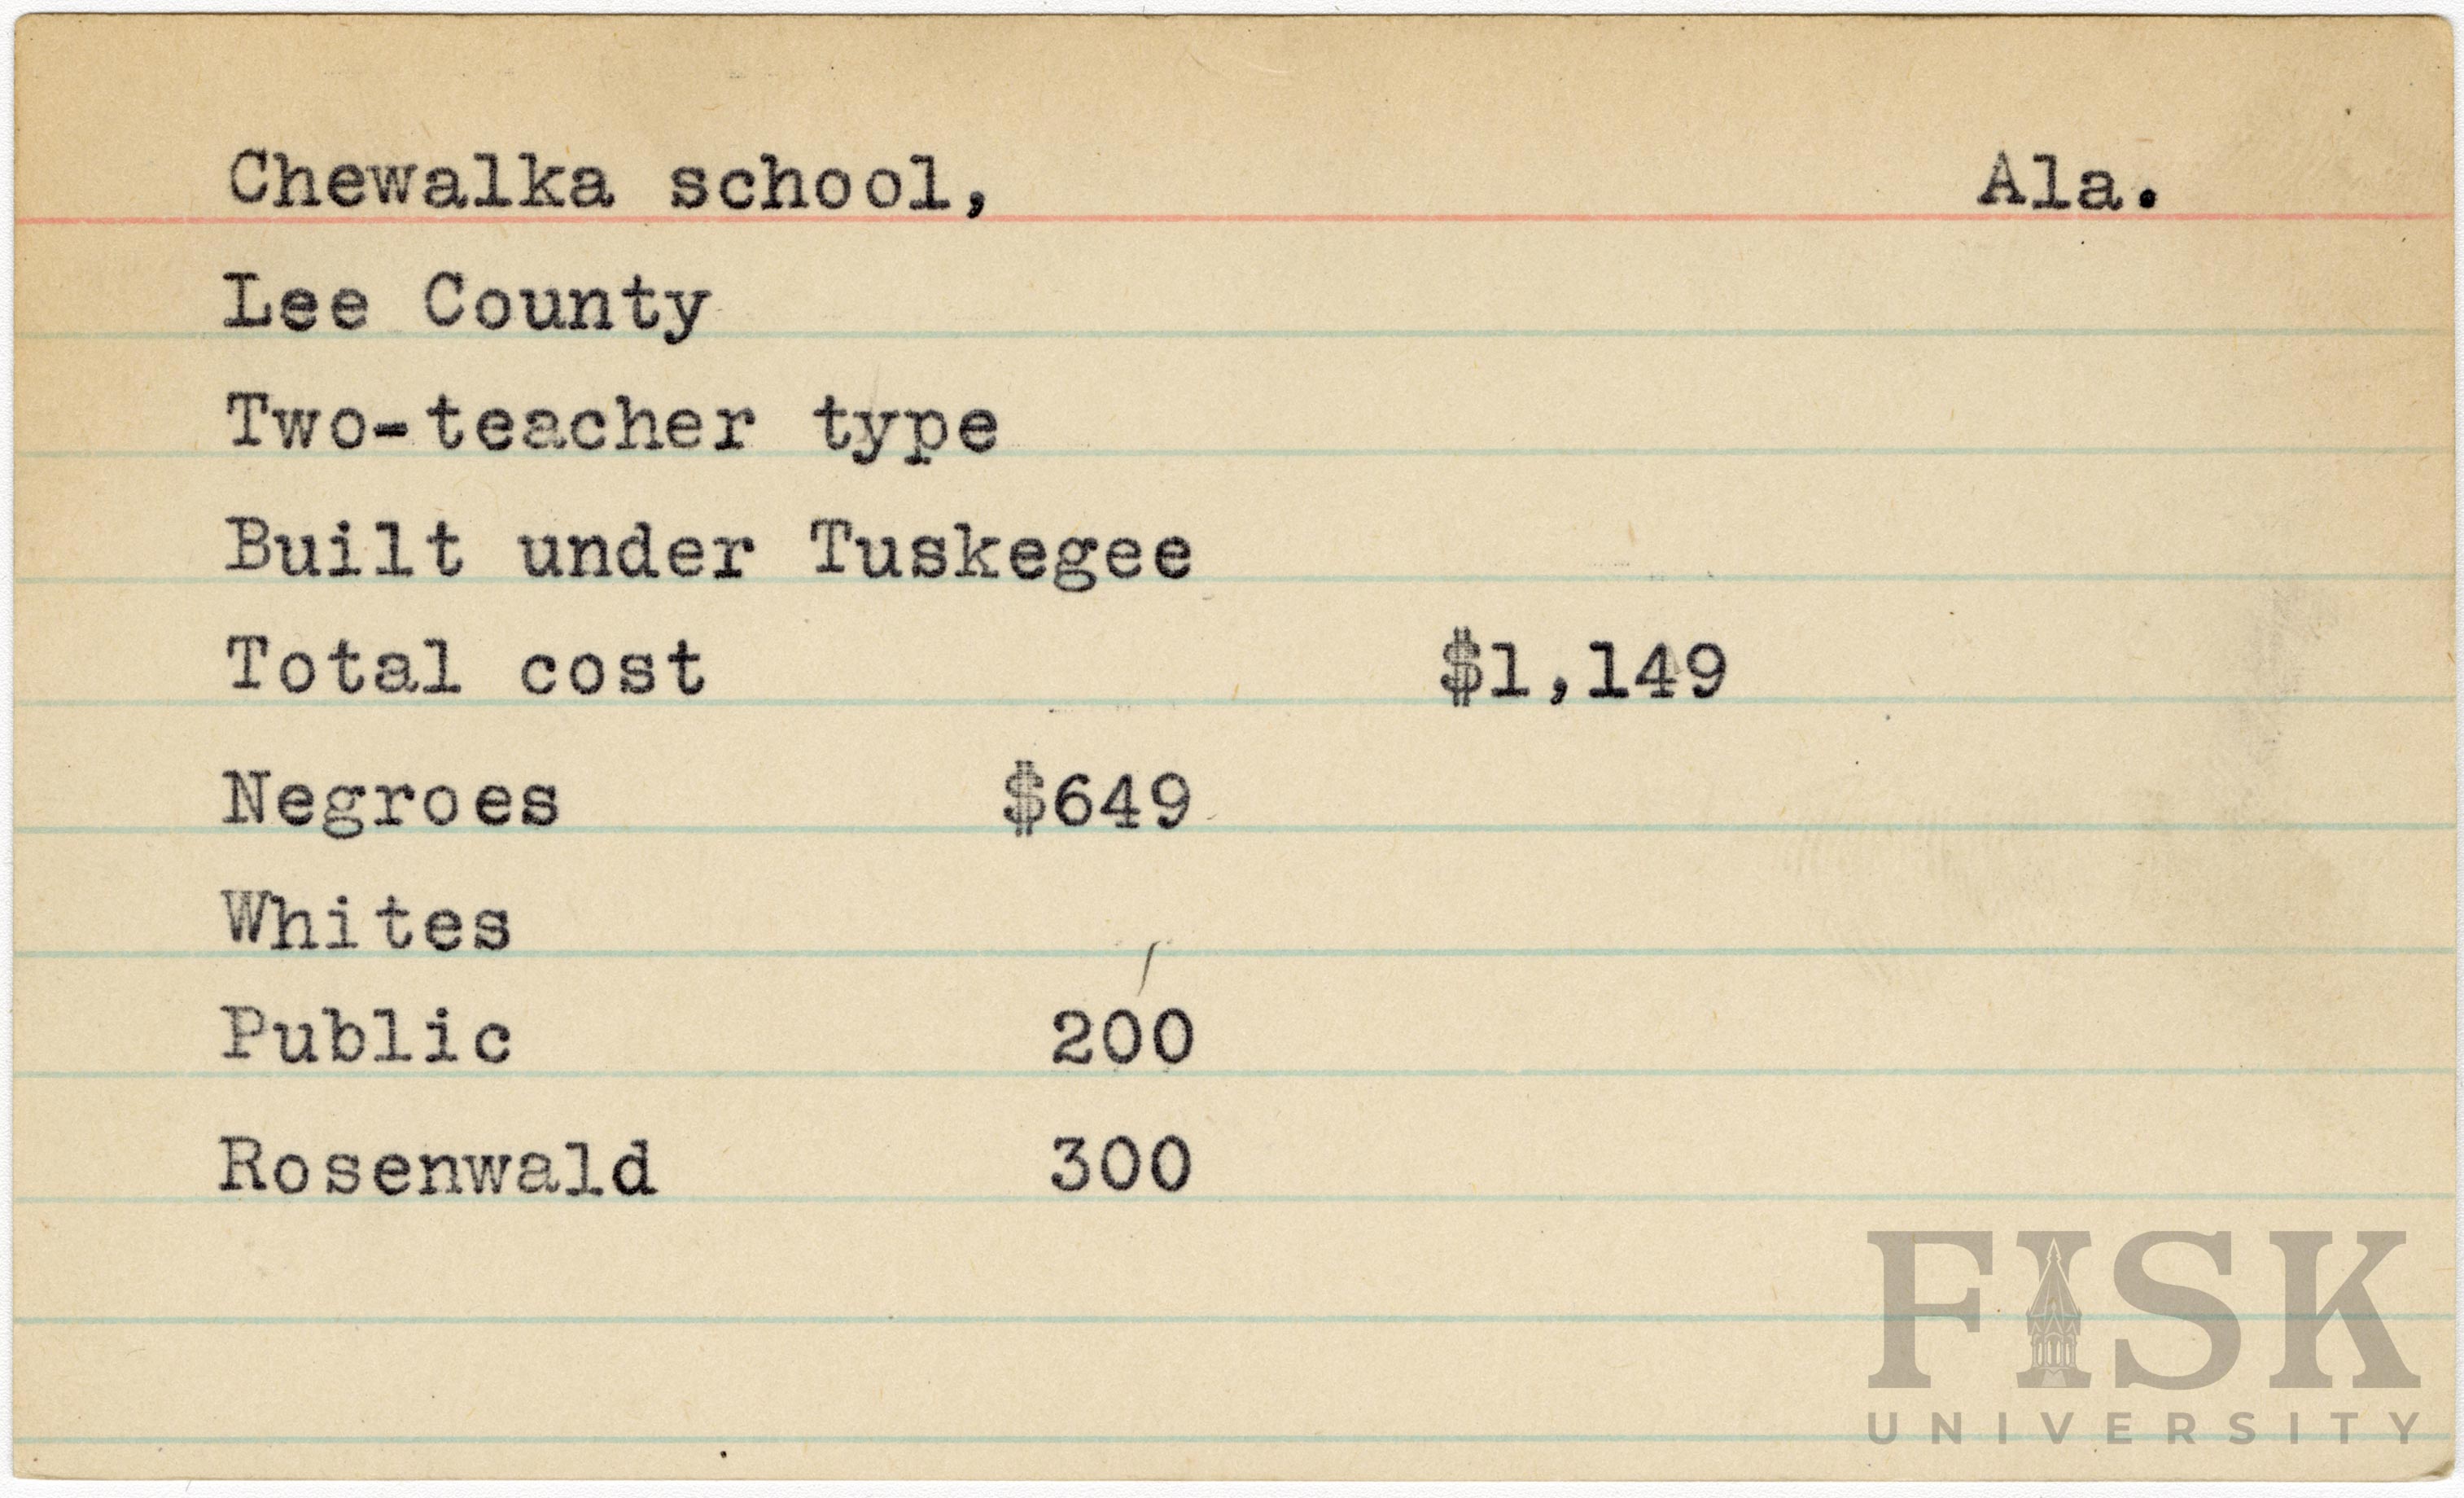 Chewalka school, Ala.
Lee County
Two-teacher type
Built under Tuskegee
Total cost $1,149
Negroes $649
Whites
Public 200
Rosenwald 300
FISK
UNIVERSITY